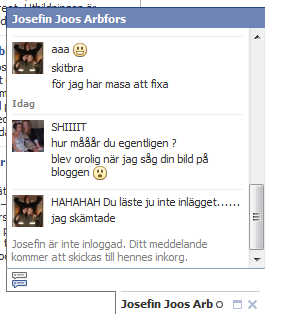 Josefin Joos Arbfors
aaa
skitbra
för jag har masa att fixa
Idag
SHIIIIT
hur mååår du egentligen ?
blev orolig när jag såg din bild på
bloggen
HAHAHAH Du läste ju inte inlägget......
jag skämtade
Josefin är inte inloggad. Ditt meddelande
kommer att skickas till hennes inkorg.
Josefin Joos Arb